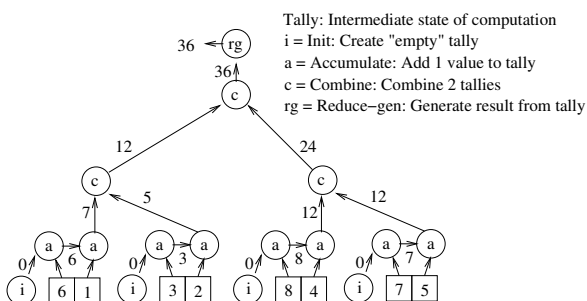 Tally: Intermediate state of computation
i = Init: Create "empty" tally
a = Accumulate: Add 1 value to tally
c = Combine: Combine 2 tallies
rg = Reduce−gen: Generate result from tally
36 rg
36
c
12 24
c c
7 5 12 12
a a a a a a a a
6 3 8 7
0 0 0 0
i 6 1 i 3 2 i 8 4 i 7 5